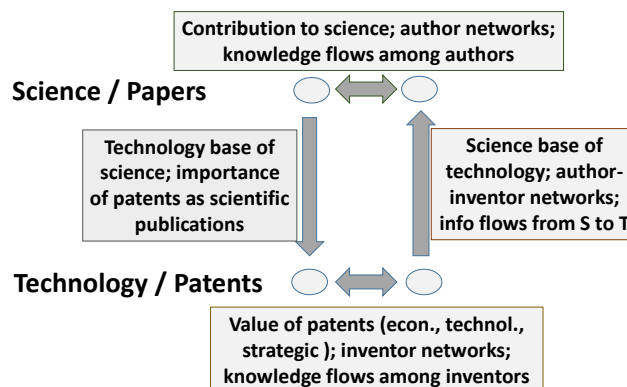 Contribution to science; author networks;
knowledge flows among authors
Science / Papers
Technology base of
science; importance
of patents as scientific
publications
Science base of
technology; author-
inventor networks;
info flows from S to T
Technology / Patents
Value of patents (econ., technol.,
strategic ); inventor networks;
knowledge flows among inventors